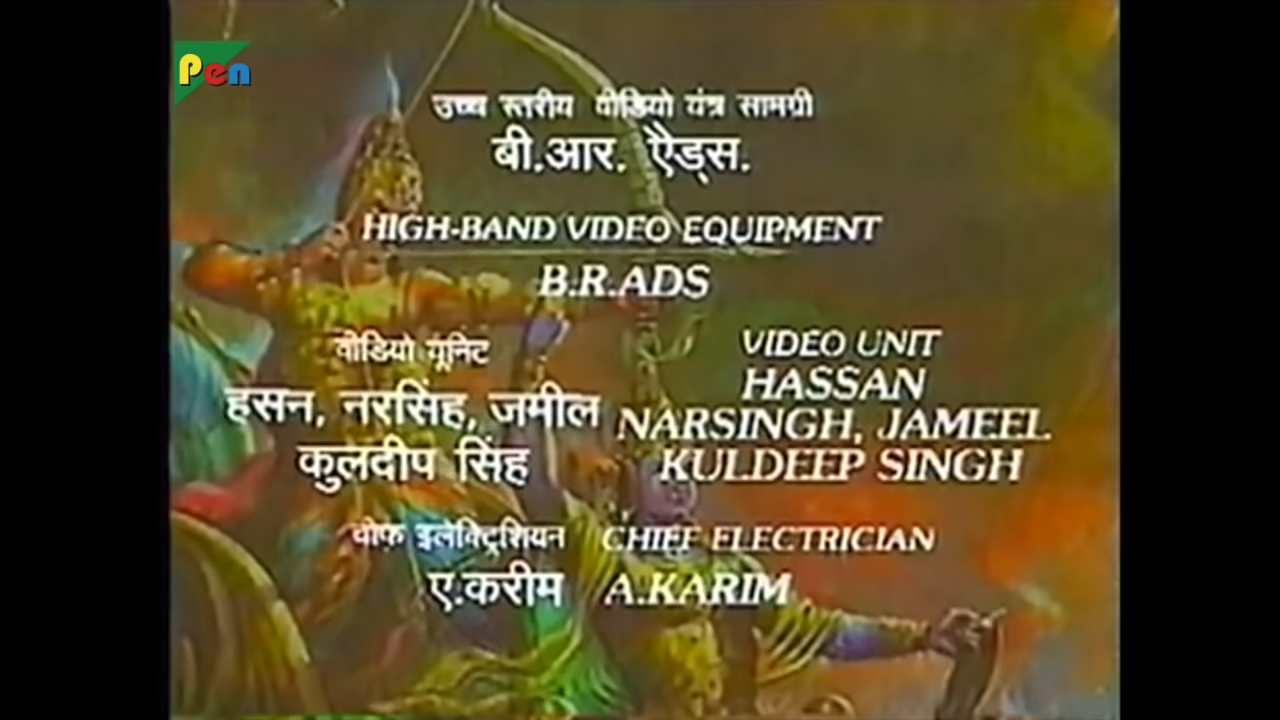 Pen
उच्च स्तरीय वीडियो यंत्र सामग्री
बी.आर. ऐड्स.
HIGH-BAND VIDEO EQUIPMENT
B.R.ADS
वीडियो यूनिट
हसन, नरसिंह, जमील
कुलदीप सिंह
VIDEO UNIT
HASSAN
NARSINGH, JAMEEL
KULDEEP SINGH
चीफ इलेक्ट्रिशियन
ए.करीम
CHIEF ELECTRICIAN
A.KARIM